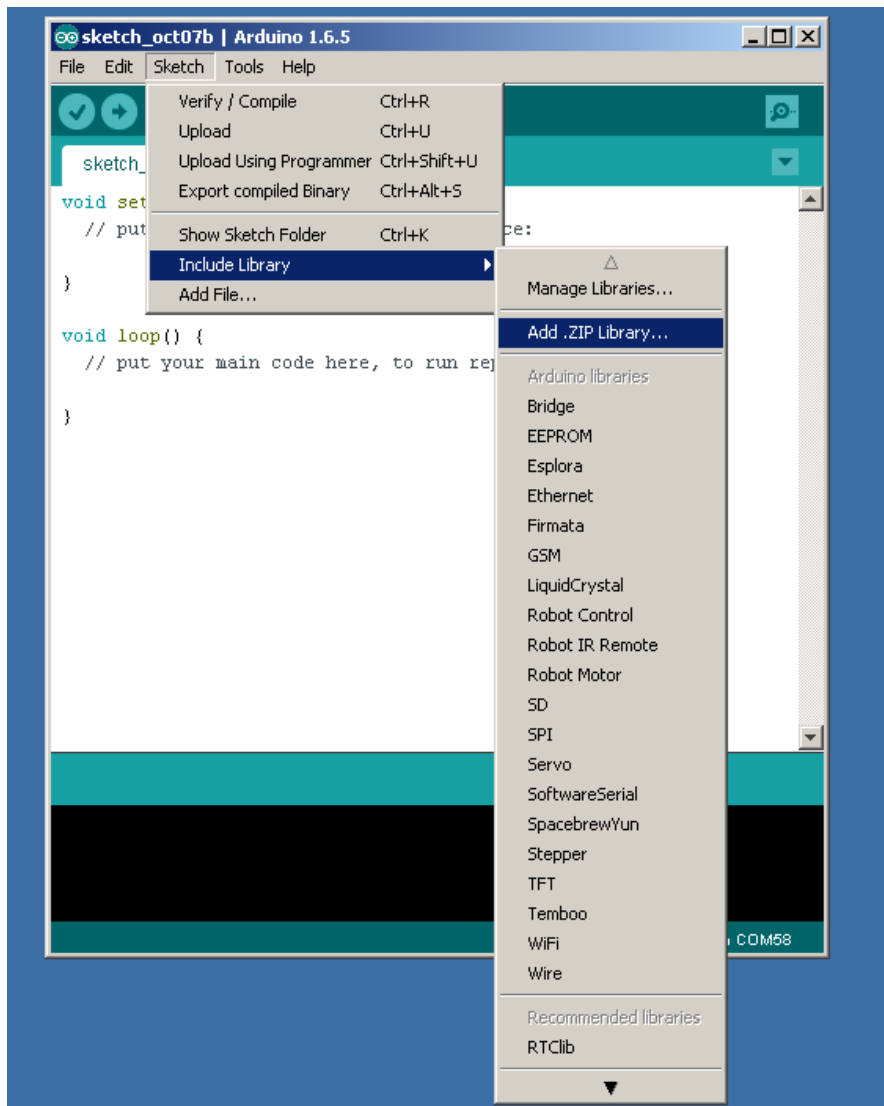 sketch_oct07b | Arduino 1.6.5
File Edit Sketch Tools Help
Verify / Compile Ctrl+R
Upload Ctrl+U
Upload Using Programmer Ctrl+Shift+U
Export compiled Binary Ctrl+Alt+S
Show Sketch Folder Ctrl+K
Include Library
Add File...
sketch_
void set
// put ce:
}
void loop() {
// put your main code here, to run rep
}
Manage Libraries...
Add .ZIP Library...
Arduino libraries
Bridge
EEPROM
Esplora
Ethernet
Firmata
GSM
LiquidCrystal
Robot Control
Robot IR Remote
Robot Motor
SD
SPI
Servo
SoftwareSerial
SpacebrewYun
Stepper
TFT
Temboo
WiFi
Wire
Recommended libraries
RTClib
COM58